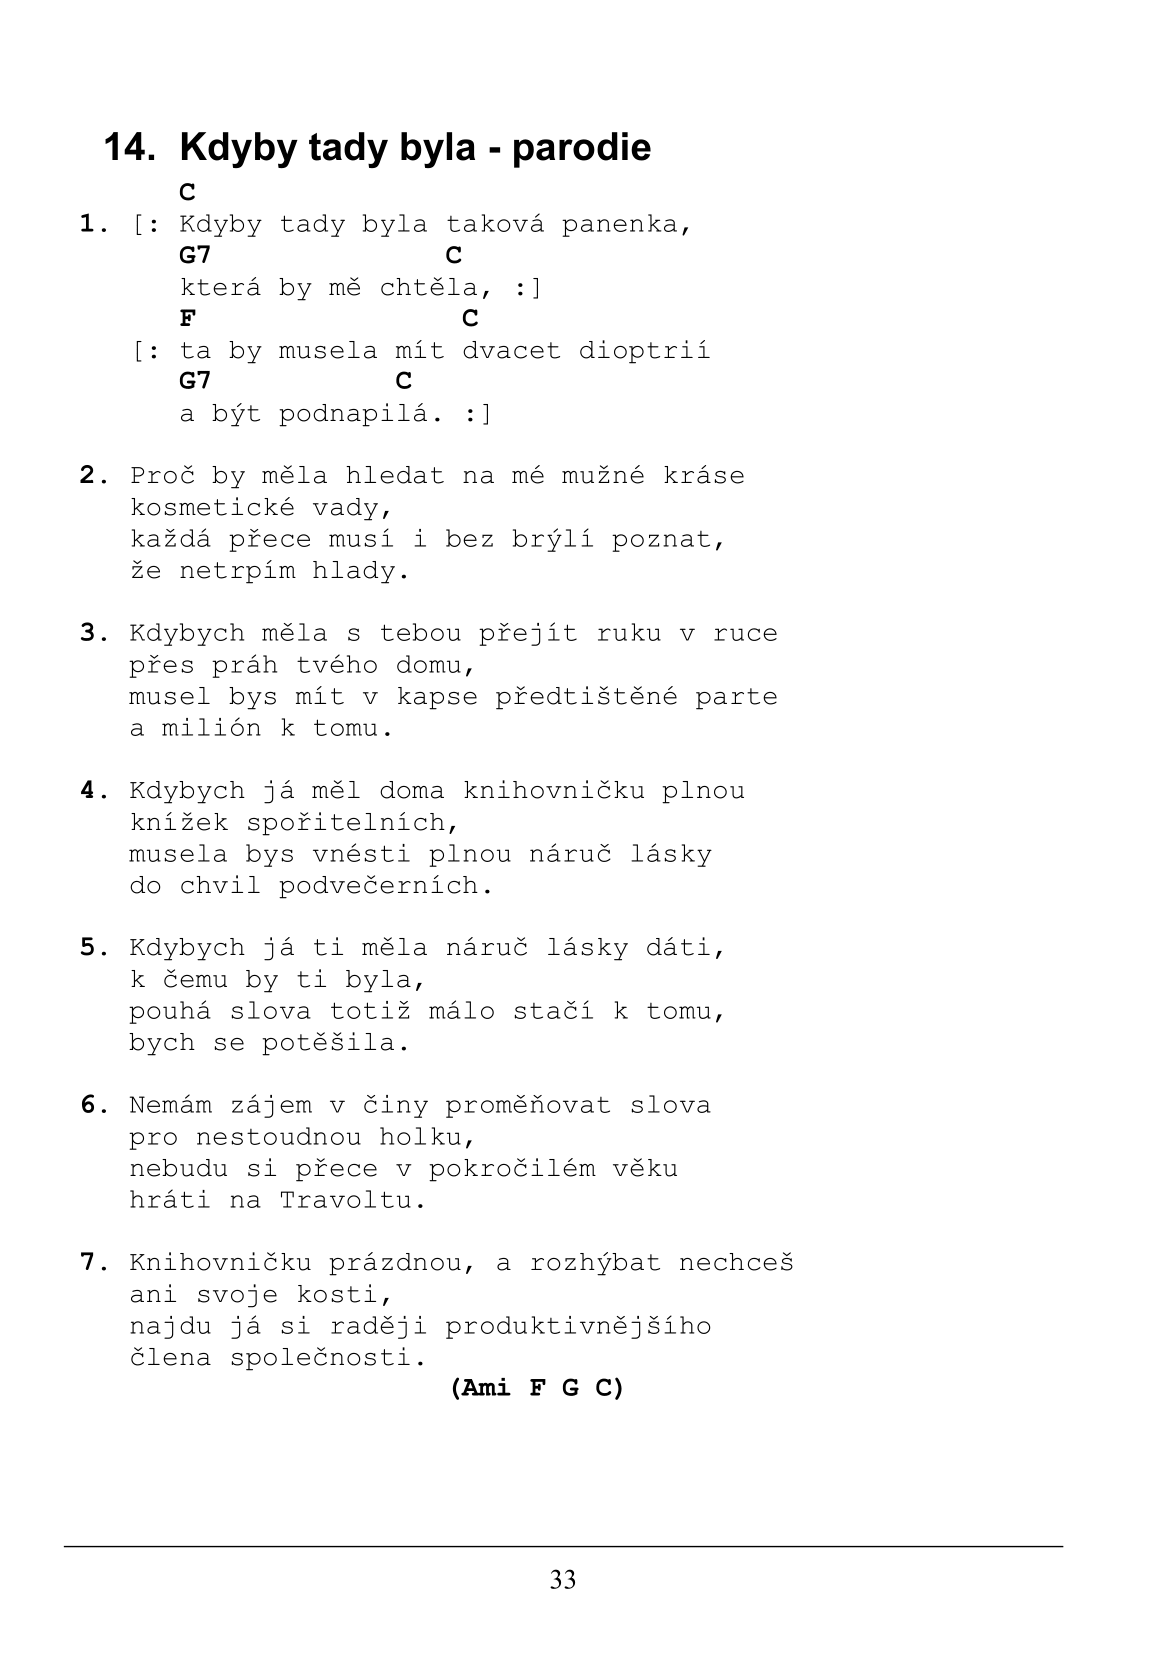 14. Kdyby tady byla - parodie
C
1. [: Kdyby tady byla taková panenka,
G7 C
která by mě chtěla, :]
F C
[: ta by musela mít dvacet dioptrií
G7 C
a být podnapilá. :]
2. Proč by měla hledat na mé mužné kráse
kosmetické vady,
každá přece musí i bez brýlí poznat,
že netrpím hlady.
3. Kdybych měla s tebou přejít ruku v ruce
přes práh tvého domu,
musel bys mít v kapse předtištěné parte
a milión k tomu.
4. Kdybych já měl doma knihovničku plnou
knížek spořitelních,
musela bys vnésti plnou náruč lásky
do chvil podvečerních.
5. Kdybych já ti měla náruč lásky dáti,
k čemu by ti byla,
pouhá slova totiž málo stačí k tomu,
bych se potěšila.
6. Nemám zájem v činy proměňovat slova
pro nestoudnou holku,
nebudu si přece v pokročilém věku
hráti na Travoltu.
7. Knihovničku prázdnou, a rozhýbat nechceš
ani svoje kosti,
najdu já si raději produktivnějšího
člena společnosti.
(Ami F G C)
33